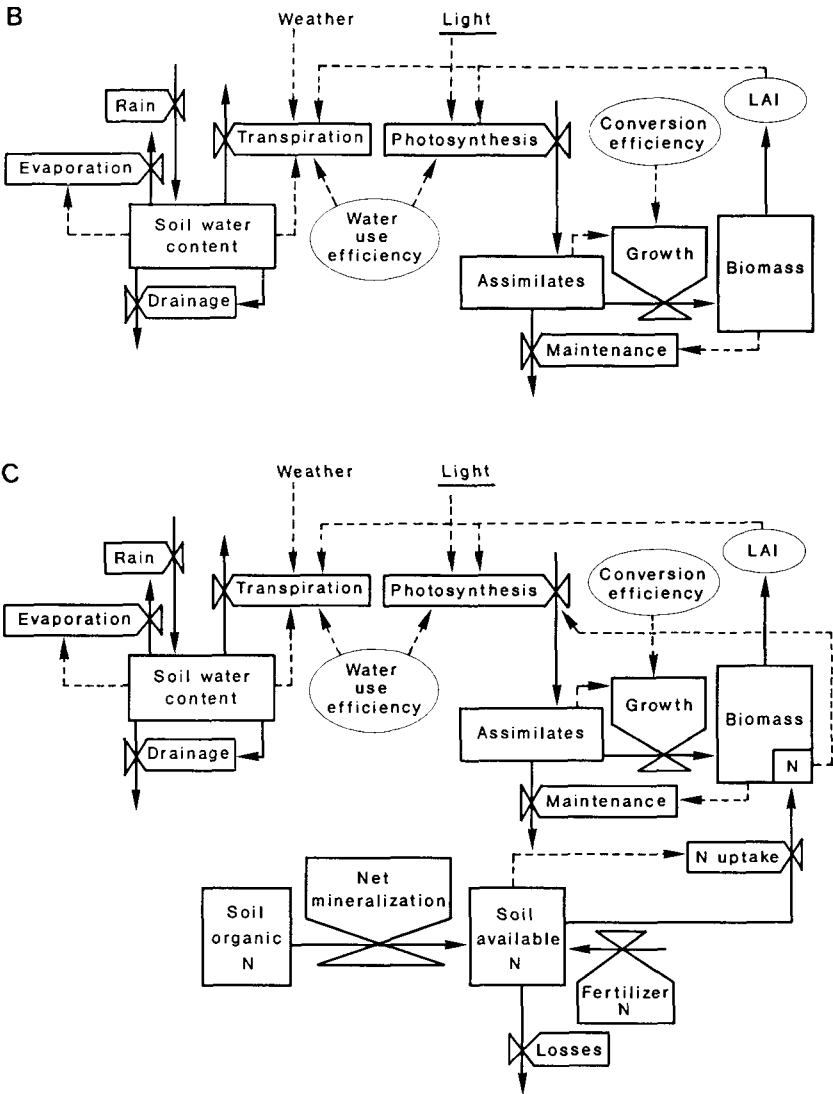 B
Weather
Light
Rain
LAI
Transpiration
Photosynthesis
Conversion
efficiency
Evaporation
Soil water
content
Water
use
efficiency
Growth
Assimilates
Biomass
Drainage
Maintenance
C
Weather
Light
Rain
LAI
Transpiration
Photosynthesis
Conversion
efficiency
Evaporation
Soil water
content
Water
use
efficiency
Growth
Assimilates
Biomass
N
Drainage
Maintenance
N uptake
Net
mineralization
Soil
organic
N
Soil
available
N
Fertilizer
N
Losses